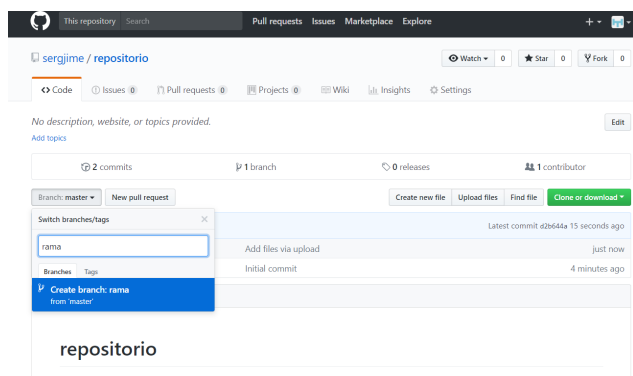 This repository Search Pull requests Issues Marketplace Explore
sergjime / repositorio Watch 0 Star 0 Fork 0
Code Issues 0 Pull requests 0 Projects 0 Wiki Insights Settings
No description, website, or topics provided. Edit
Add topics
2 commits 1 branch 0 releases 1 contributor
Branch: master New pull request Create new file Upload files Find file Clone or download
Switch branches/tags
Latest commit d2b644a 15 seconds ago
rama
Add files via upload just now
Branches Tags
Initial commit 4 minutes ago
Create branch: rama
from 'master'
repositorio